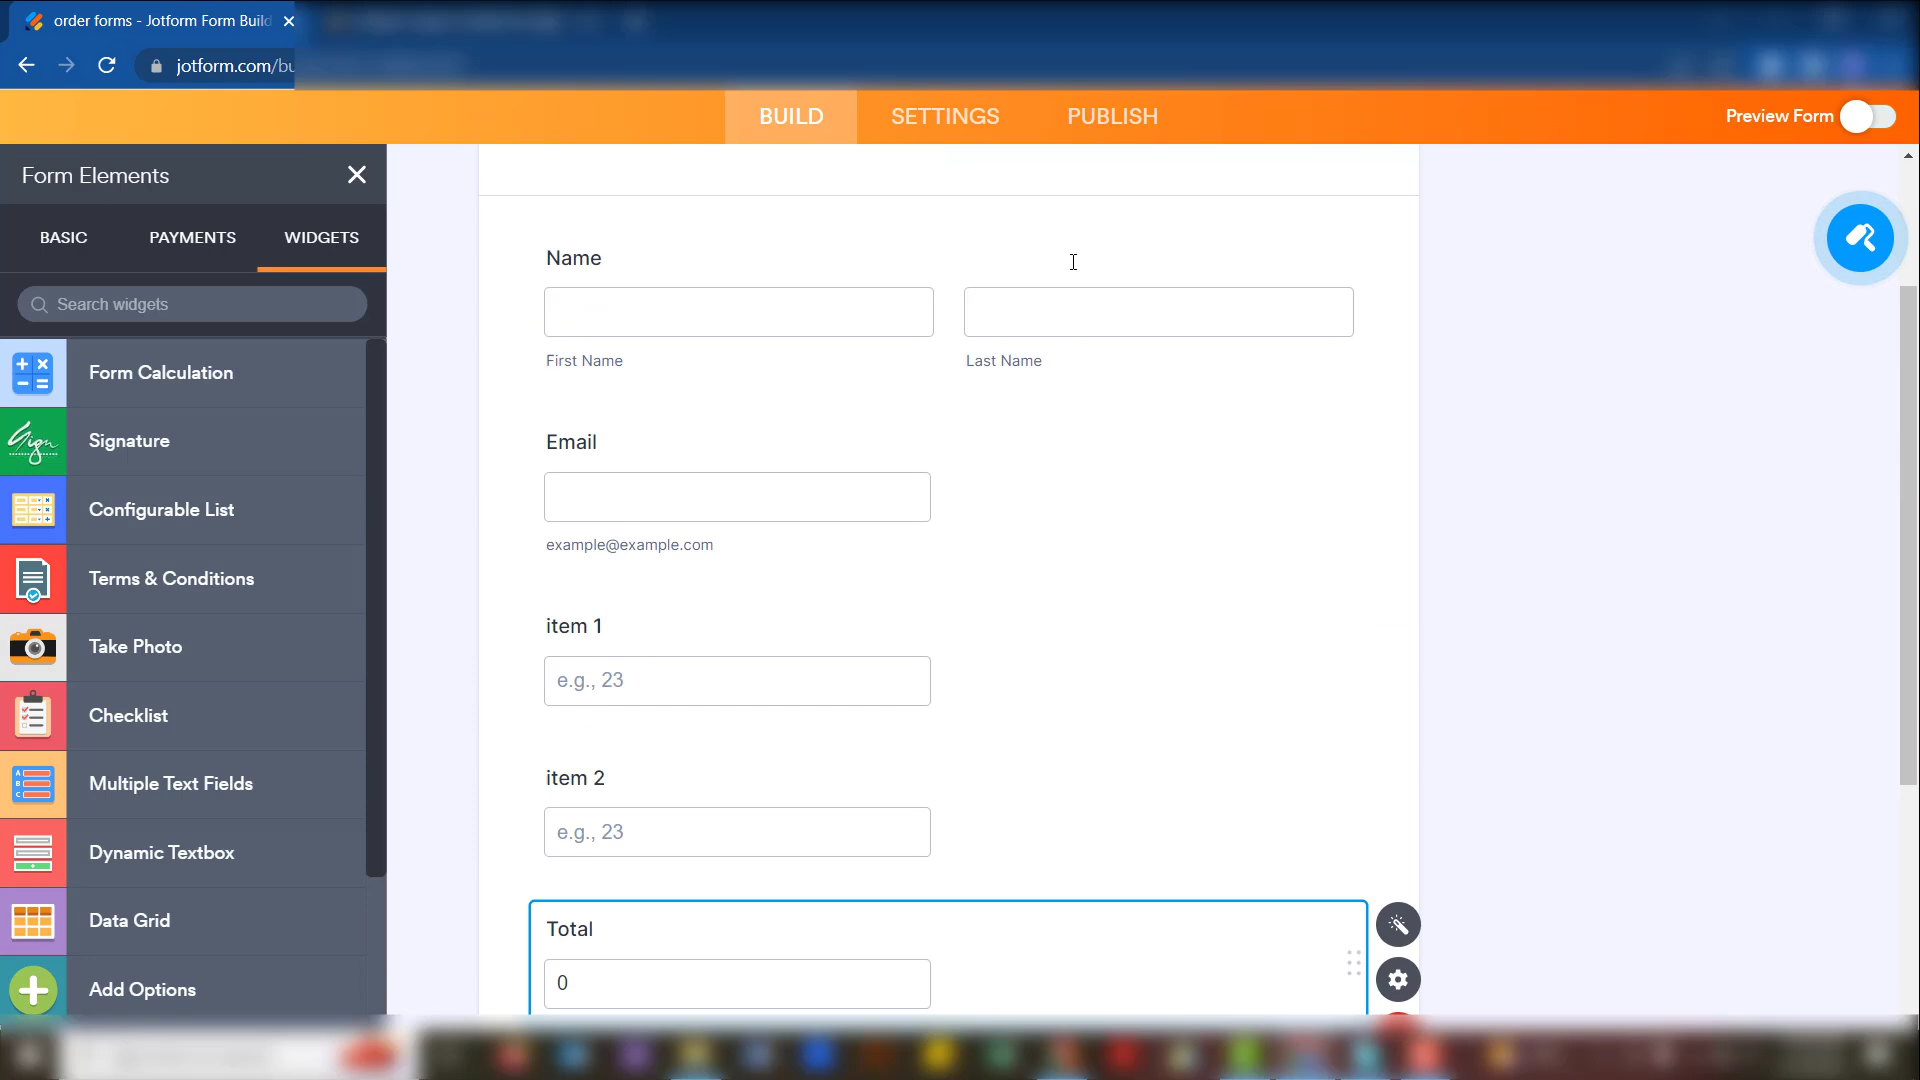 order forms - Jotform Form Build
jotform.com/bu
BUILD
SETTINGS
PUBLISH
Preview Form
Form Elements
BASIC
PAYMENTS
WIDGETS
Search widgets
Form Calculation
Sign
Signature
Configurable List
Terms & Conditions
Take Photo
Checklist
A
B
C
Multiple Text Fields
Dynamic Textbox
Data Grid
Add Options
Name
First Name
Last Name
Email
example@example.com
item 1
e.g., 23
item 2
e.g., 23
Total
0